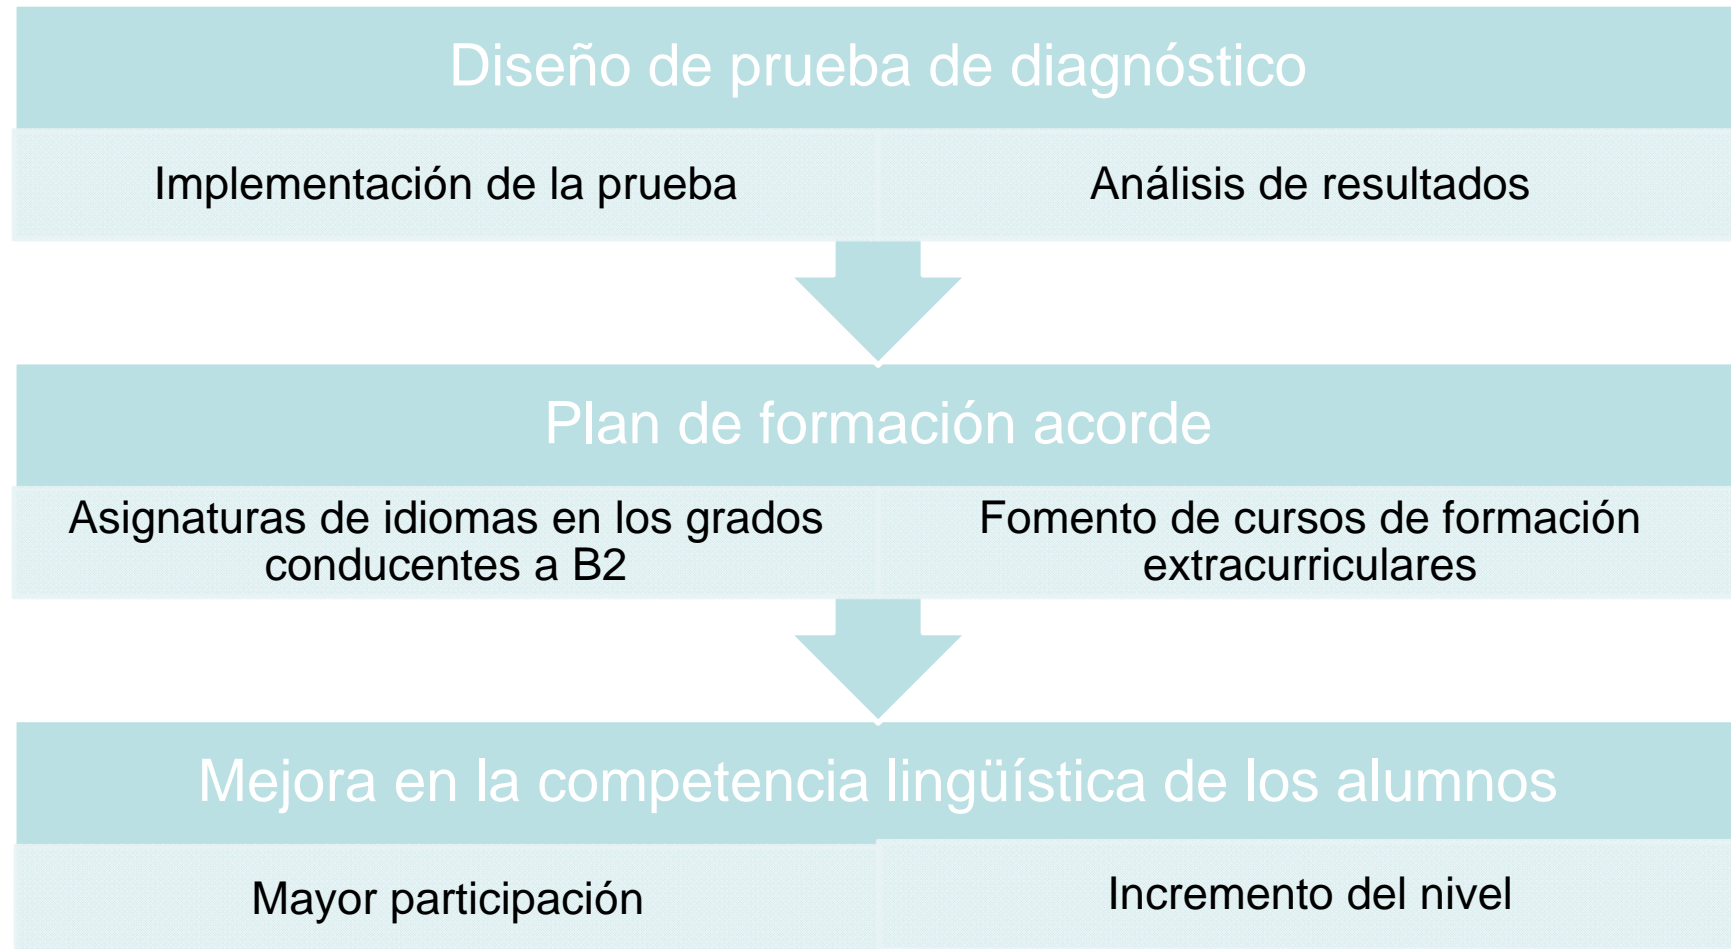 Diseño de prueba de diagnóstico
Implementación de la prueba
Análisis de resultados
Plan de formación acorde
Asignaturas de idiomas en los grados
conducentes a B2
Fomento de cursos de formación
extracurriculares
Mejora en la competencia lingüística de los alumnos
Mayor participación
Incremento del nivel